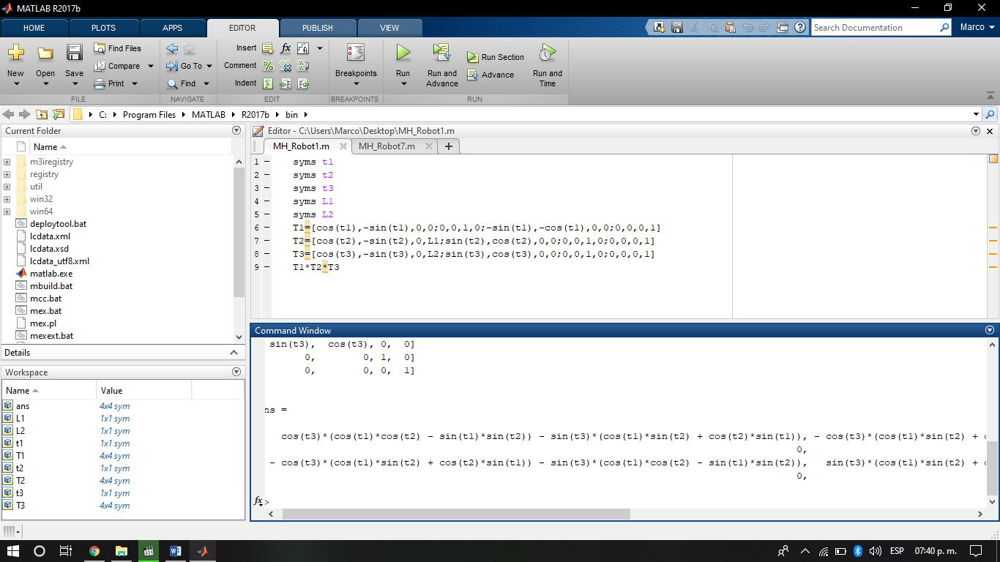 MATLAB R2017b
HOME PLOTS APPS EDITOR PUBLISH VIEW
Search Documentation
Marco
New Open Save Find Files Compare Print
Go To Find
Insert fx
Comment
Indent
Breakpoints
Run Run and Advance Run Section Advance Run and Time
FILE NAVIGATE EDIT BREAKPOINTS RUN
C: Program Files MATLAB R2017b bin
Current Folder
Name
m3iregistry
registry
util
win32
win64
deploytool.bat
lcdata.xml
lcdata.xsd
lcdata_utf8.xml
matlab.exe
mbuild.bat
mcc.bat
mex.bat
mex.pl
mexext.bat
Details
Workspace
Name Value
ans 4x4 sym
L1 1x1 sym
L2 1x1 sym
t1 1x1 sym
T1 4x4 sym
t2 1x1 sym
T2 4x4 sym
t3 1x1 sym
T3 4x4 sym
Editor - C:\Users\Marco\Desktop\MH_Robot1.m
MH_Robot1.m MH_Robot7.m
1 – syms t1
2 – syms t2
3 – syms t3
4 – syms L1
5 – syms L2
6 – T1=[cos(t1),-sin(t1),0,0;0,0,1,0;-sin(t1),-cos(t1),0,0;0,0,0,1]
7 – T2=[cos(t2),-sin(t2),0,L1;sin(t2),cos(t2),0,0;0,0,1,0;0,0,0,1]
8 – T3=[cos(t3),-sin(t3),0,L2;sin(t3),cos(t3),0,0;0,0,1,0;0,0,0,1]
9 – T1*T2*T3
Command Window
sin(t3), cos(t3), 0, 0]
0, 0, 1, 0]
0, 0, 0, 1]
ns =
cos(t3)*(cos(t1)*cos(t2) - sin(t1)*sin(t2)) - sin(t3)*(cos(t1)*sin(t2) + cos(t2)*sin(t1)), - cos(t3)*(cos(t1)*sin(t2) +
0,
- cos(t3)*(cos(t1)*sin(t2) + cos(t2)*sin(t1)) - sin(t3)*(cos(t1)*cos(t2) - sin(t1)*sin(t2)), sin(t3)*(cos(t1)*sin(t2) +
0,
fx >
ESP 07:40 p. m.